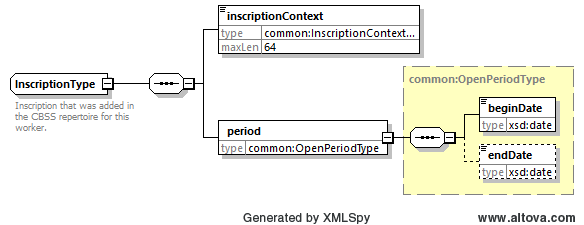 inscriptionContext
type common:InscriptionContext...
maxLen 64
InscriptionType
Inscription that was added in
the CBSS repertoire for this
worker.
period
type common:OpenPeriodType
common:OpenPeriodType
beginDate
type xsd:date
endDate
type xsd:date
Generated by XMLSpy
www.altova.com